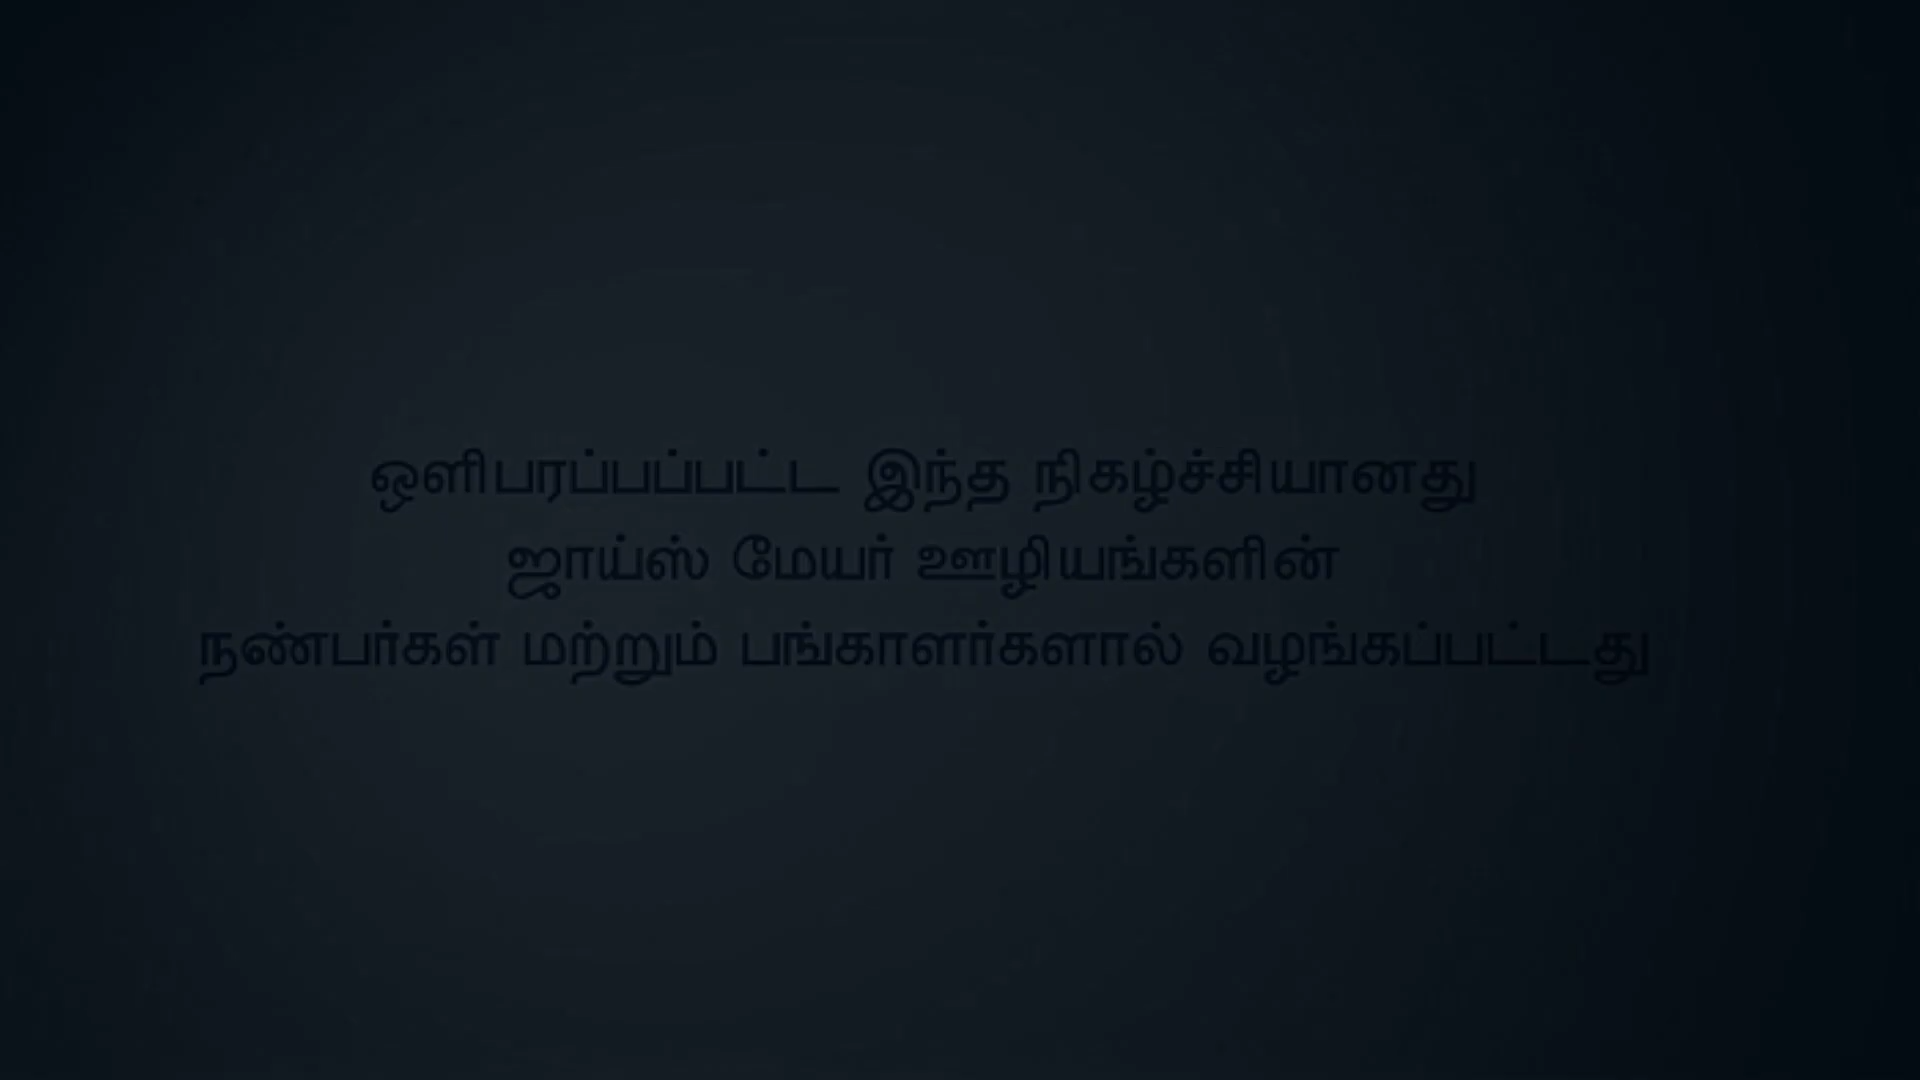 ஒளிபரப்பப்பட்ட இந்த நிகழ்ச்சியானது
ஜாய்ஸ் மேயர் ஊழியங்களின்
நண்பர்கள் மற்றும் பங்காளர்களால் வழங்கப்பட்டது